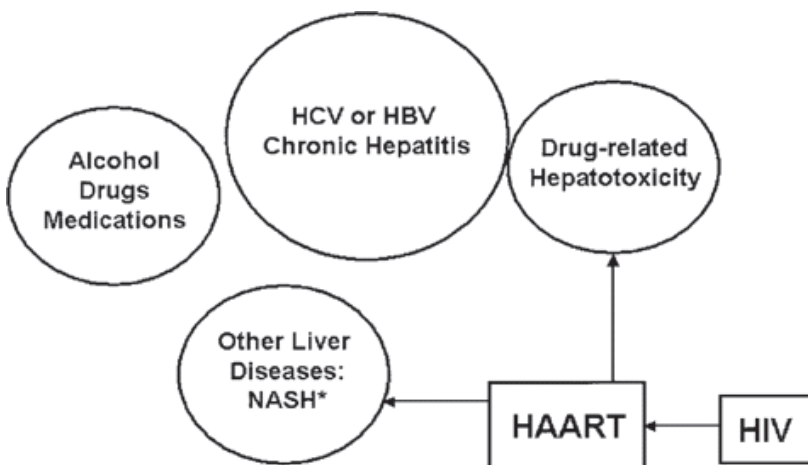 HCV or HBV
Chronic Hepatitis
Alcohol
Drugs
Medications
Drug-related
Hepatotoxicity
Other Liver
Diseases:
NASH*
HAART
HIV